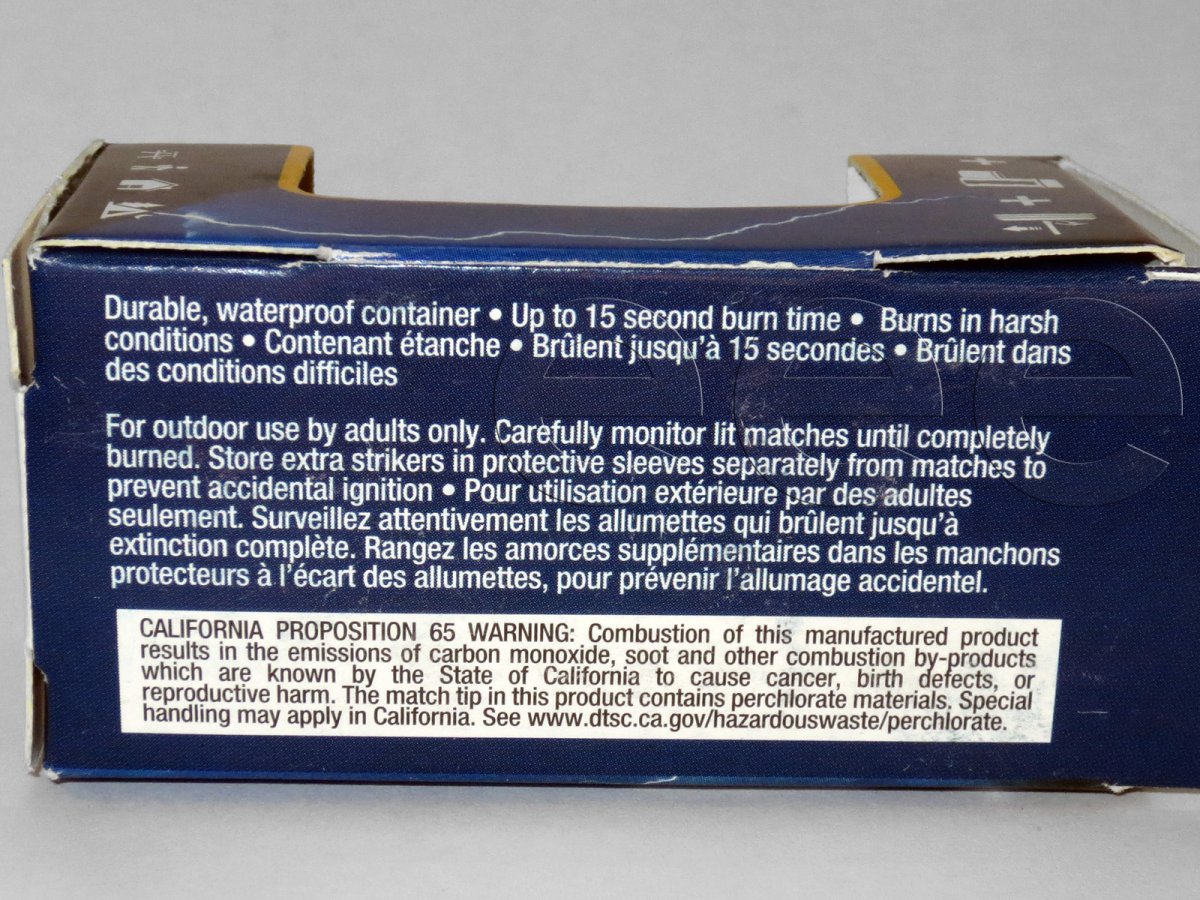 Durable, waterproof container • Up to 15 second burn time • Burns in harsh
conditions • Contenant étanche • Brûlent jusqu'à 15 secondes • Brûlent dans
des conditions difficiles
For outdoor use by adults only. Carefully monitor lit matches until completely
burned. Store extra strikers in protective sleeves separately from matches to
prevent accidental ignition • Pour utilisation extérieure par des adultes
seulement. Surveillez attentivement les allumettes qui brûlent jusqu'à
extinction complète. Rangez les amorces supplémentaires dans les manchons
protecteurs à l'écart des allumettes, pour prévenir l'allumage accidentel.
CALIFORNIA PROPOSITION 65 WARNING: Combustion of this manufactured product
results in the emissions of carbon monoxide, soot and other combustion by-products
which are known by the State of California to cause cancer, birth defects, or
reproductive harm. The match tip in this product contains perchlorate materials. Special
handling may apply in California. See www.dtsc.ca.gov/hazardouswaste/perchlorate.
eee